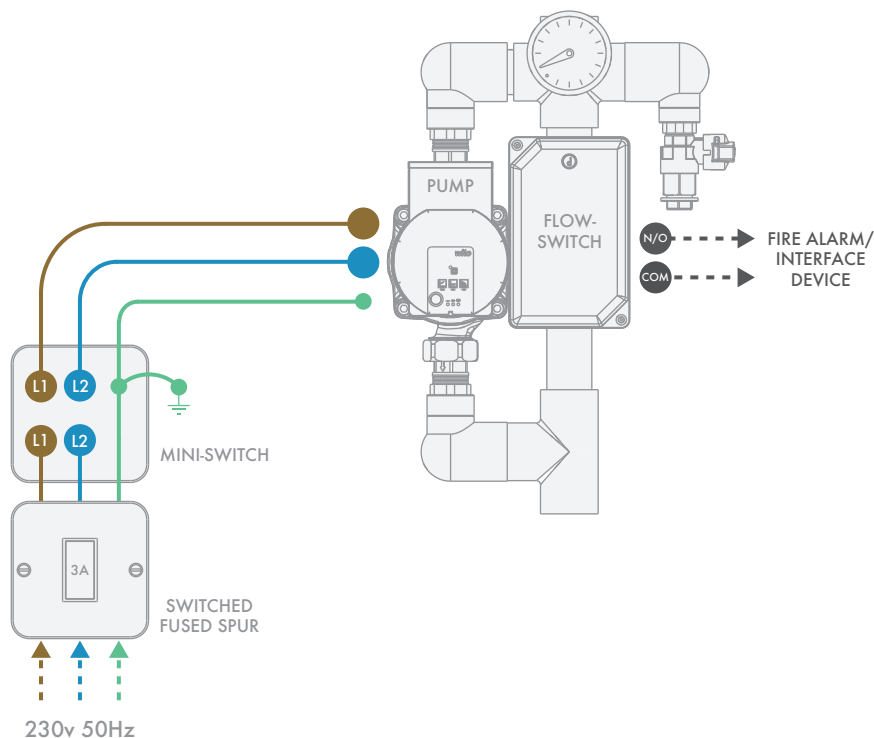 PUMP
wilo
FLOW-
SWITCH
N/O
COM
FIRE ALARM/
INTERFACE
DEVICE
L1
L2
L1
L2
MINI-SWITCH
3A
SWITCHED
FUSED SPUR
230v 50Hz